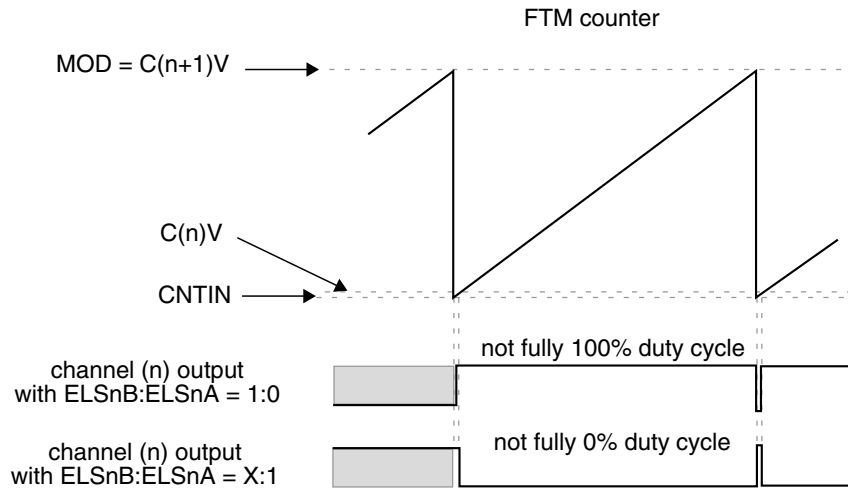 FTM counter
MOD = C(n+1)V
C(n)V
CNTIN
not fully 100% duty cycle
channel (n) output
with ELSnB:ELSnA = 1:0
not fully 0% duty cycle
channel (n) output
with ELSnB:ELSnA = X:1